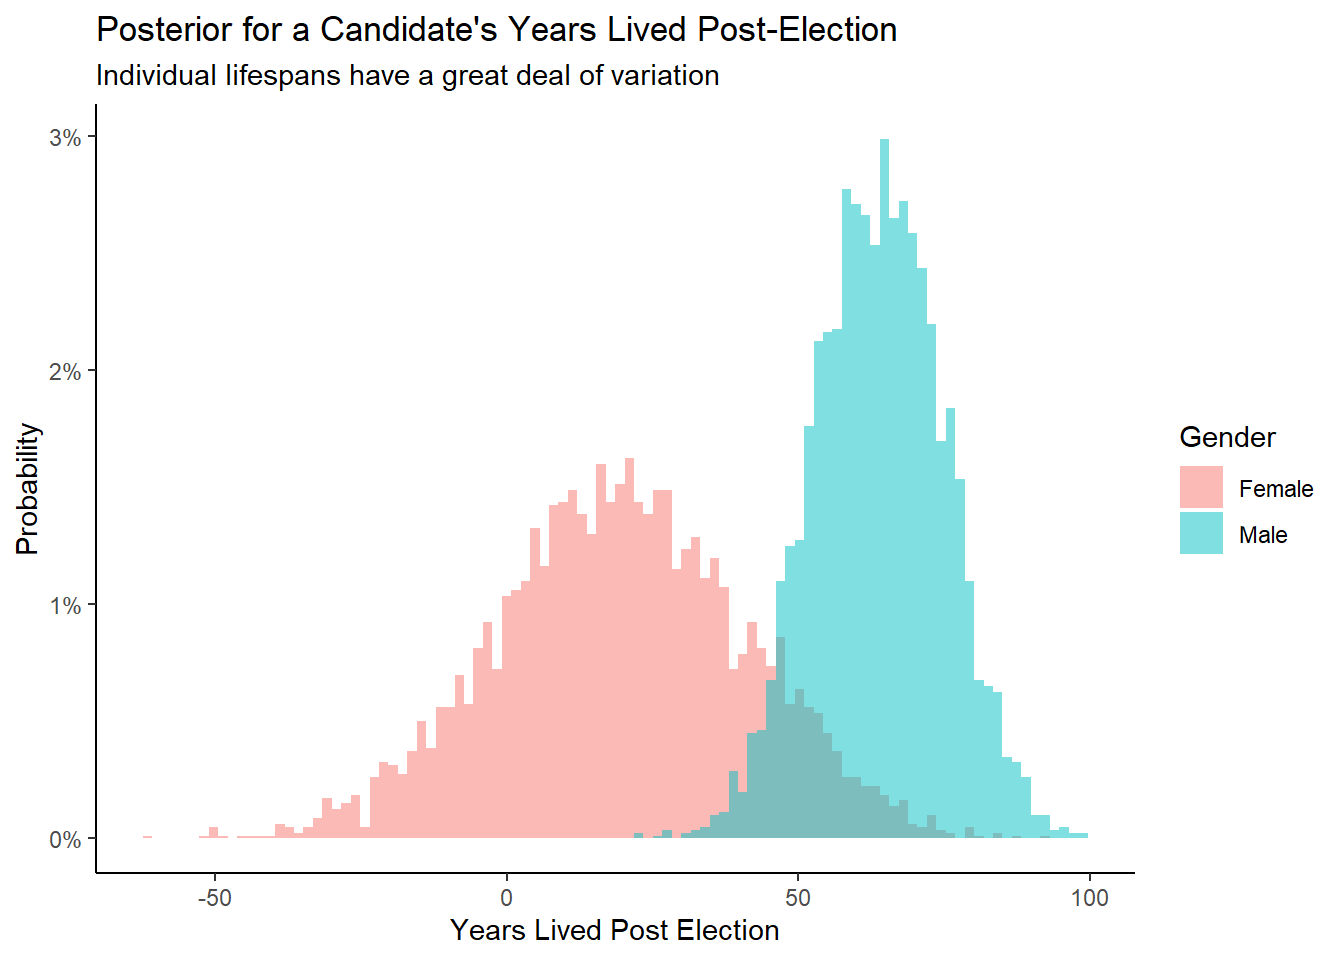 Posterior for a Candidate's Years Lived Post-Election
Individual lifespans have a great deal of variation
3%
2%
1%
0%
Probability
-50
0
50
100
Years Lived Post Election
Gender
Female
Male